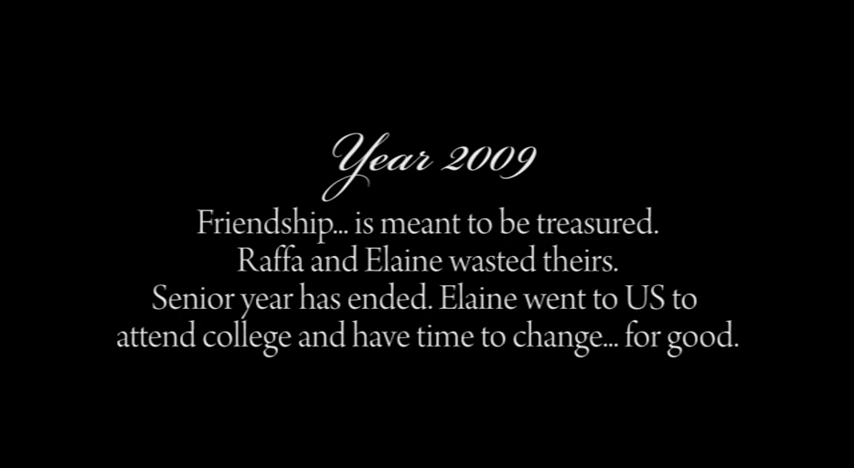 Year 2009
Friendship... is meant to be treasured.
Raffa and Elaine wasted theirs.
Senior year has ended. Elaine went to US to
attend college and have time to change... for good.